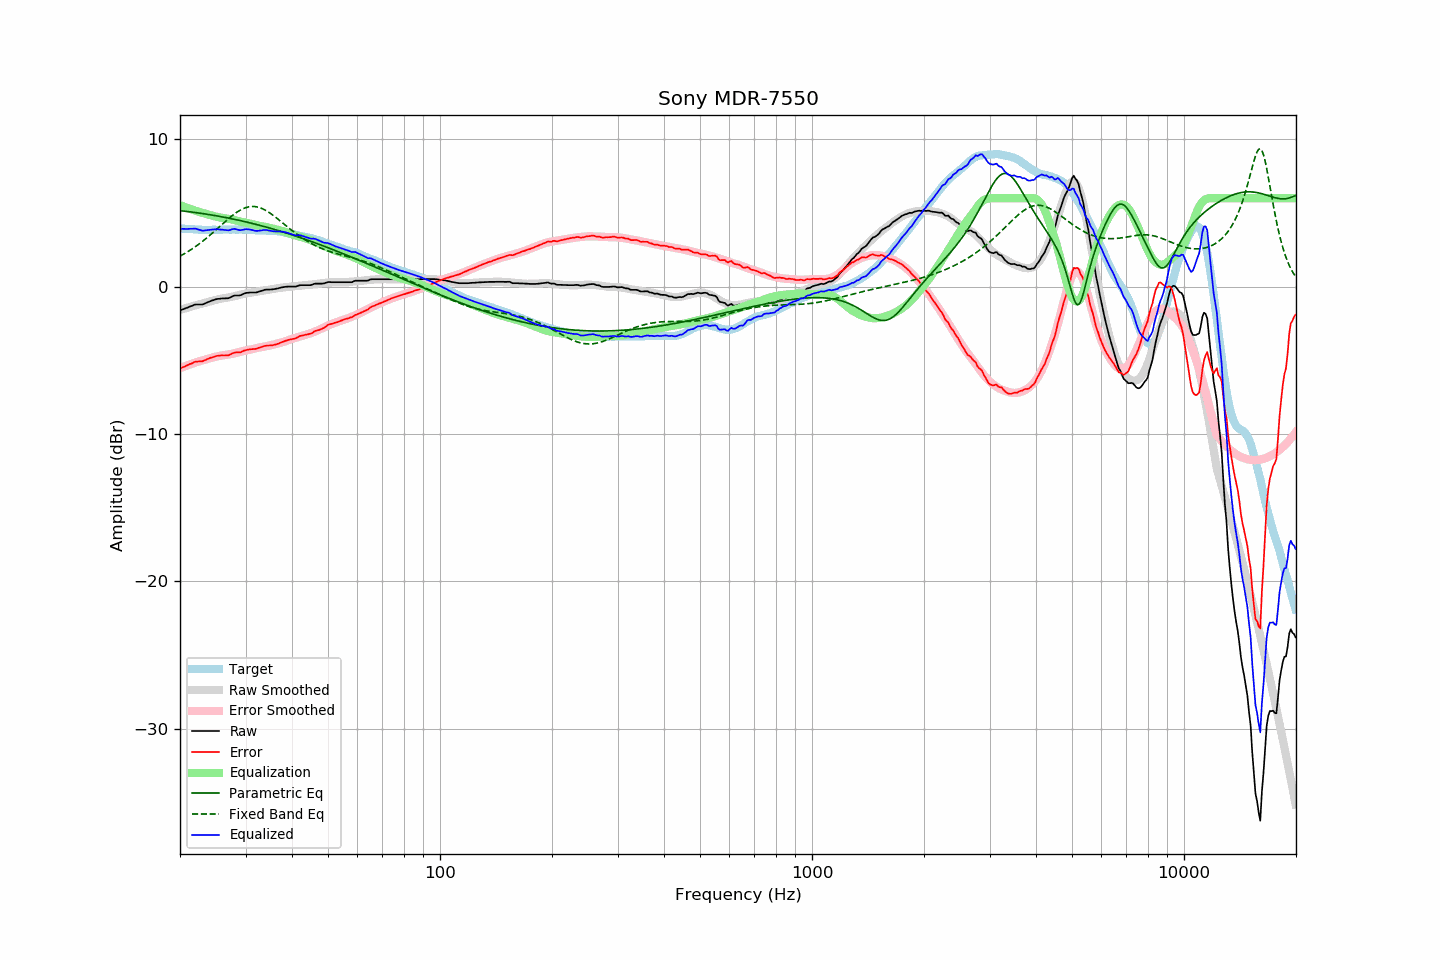 Sony MDR-7550
10
0
−10
−20
−30
Amplitude (dBr)
100
1000
10000
Frequency (Hz)
Target
Raw Smoothed
Error Smoothed
Raw
Error
Equalization
Parametric Eq
Fixed Band Eq
Equalized